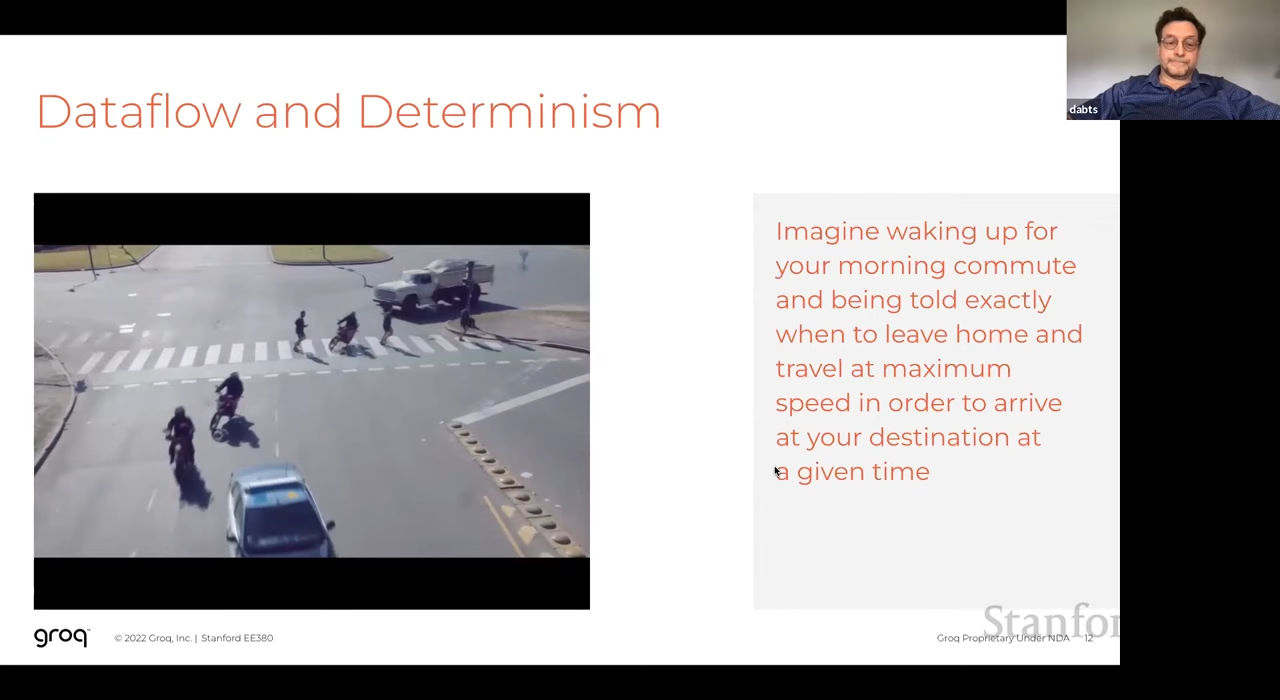 dabts
Dataflow and Determinism
Imagine waking up for
your morning commute
and being told exactly
when to leave home and
travel at maximum
speed in order to arrive
at your destination at
a given time
Stanfor
groq™
© 2022 Groq, Inc. | Stanford EE380
Groq Proprietary Under NDA 12